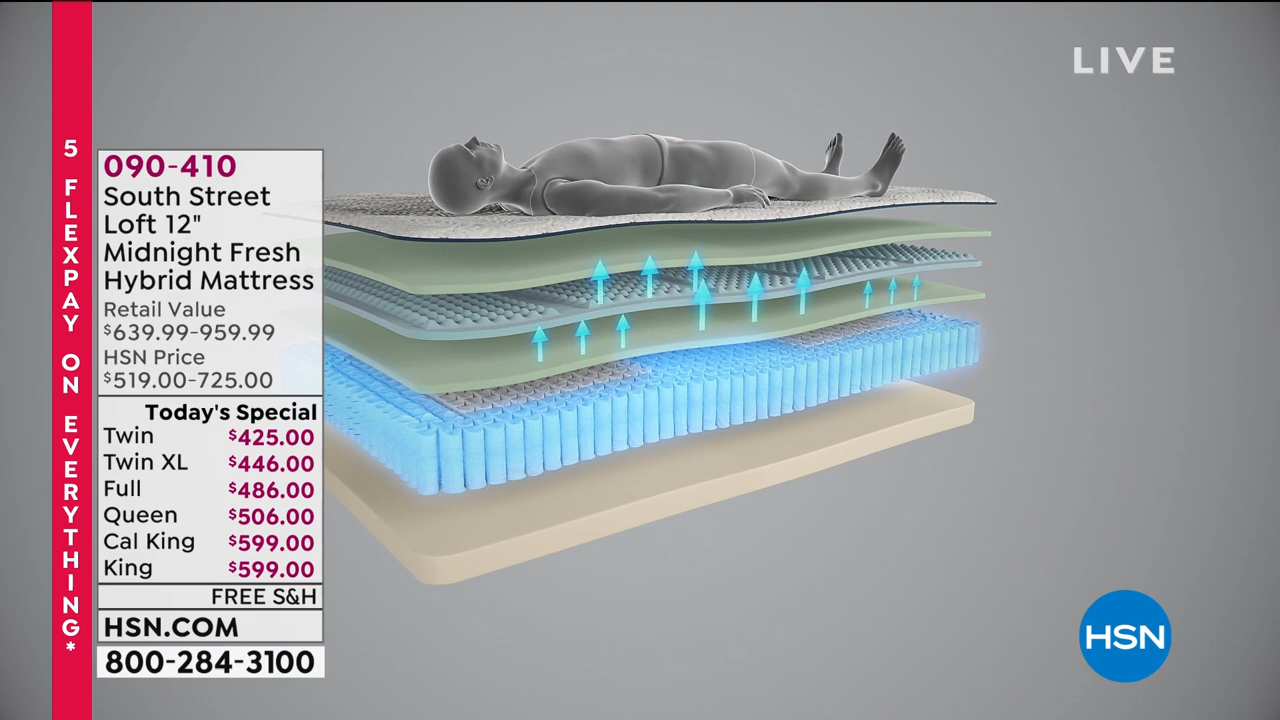 LIVE
5 FLEXPAY ON EVERYTHING*
090-410
South Street
Loft 12"
Midnight Fresh
Hybrid Mattress
Retail Value
$639.99-959.99
HSN Price
$519.00-725.00
Today's Special
Twin $425.00
Twin XL $446.00
Full $486.00
Queen $506.00
Cal King $599.00
King $599.00
FREE S&H
HSN.COM
800-284-3100
HSN